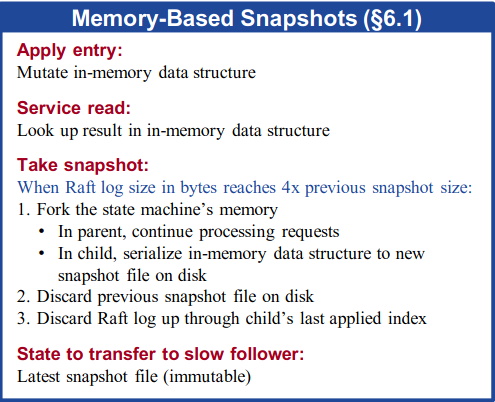 Memory-Based Snapshots (§6.1)
Apply entry:
Mutate in-memory data structure
Service read:
Look up result in in-memory data structure
Take snapshot:
When Raft log size in bytes reaches 4x previous snapshot size:
1. Fork the state machine's memory
• In parent, continue processing requests
• In child, serialize in-memory data structure to new
snapshot file on disk
2. Discard previous snapshot file on disk
3. Discard Raft log up through child's last applied index
State to transfer to slow follower:
Latest snapshot file (immutable)